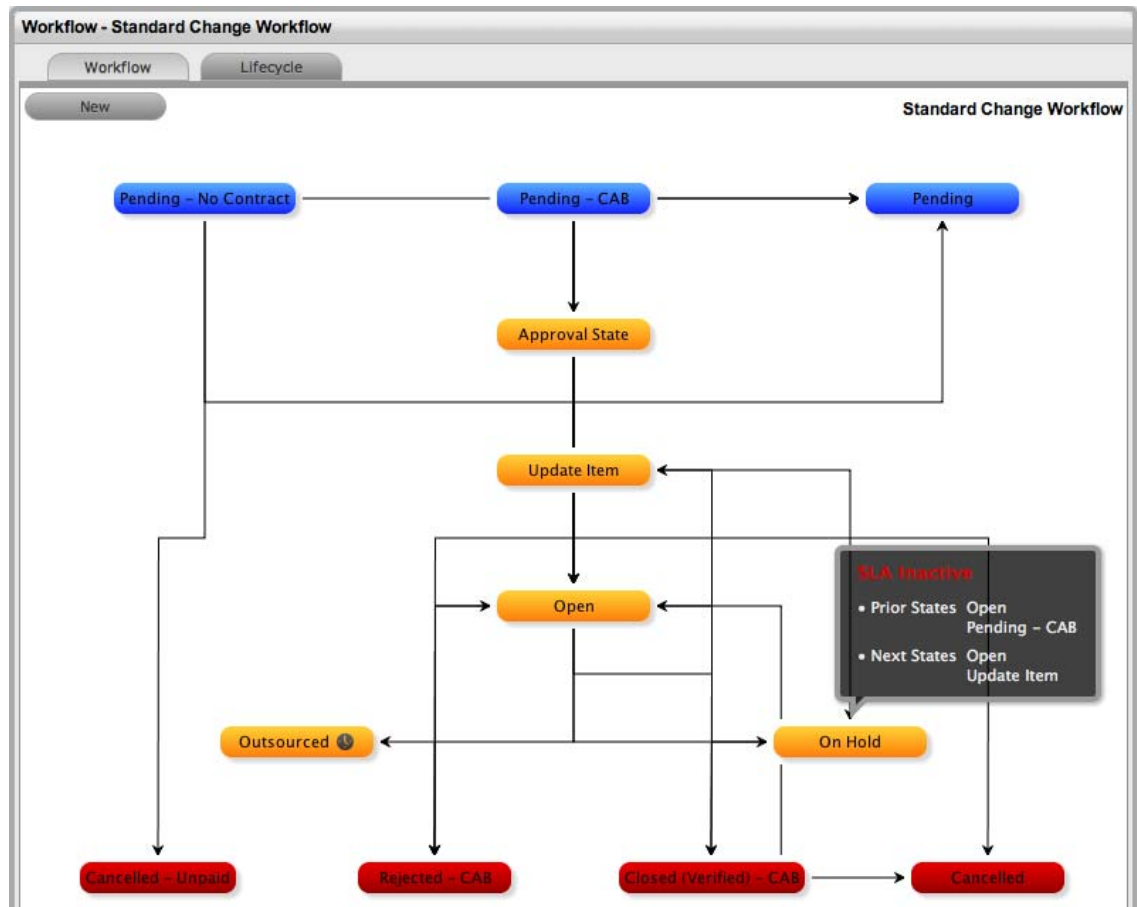 Workflow - Standard Change Workflow
Workflow
Lifecycle
New
Standard Change Workflow
Pending – No Contract
Pending – CAB
Pending
Approval State
Update Item
Open
SLA Inactive
• Prior States Open
Pending – CAB
• Next States Open
Update Item
Outsourced
On Hold
Cancelled – Unpaid
Rejected – CAB
Closed (Verified) – CAB
Cancelled